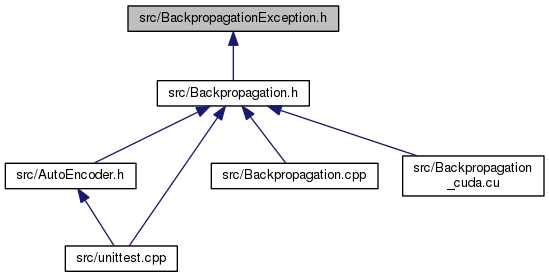 src/BackpropagationException.h
src/Backpropagation.h
src/AutoEncoder.h
src/Backpropagation.cpp
src/Backpropagation
_cuda.cu
src/unittest.cpp